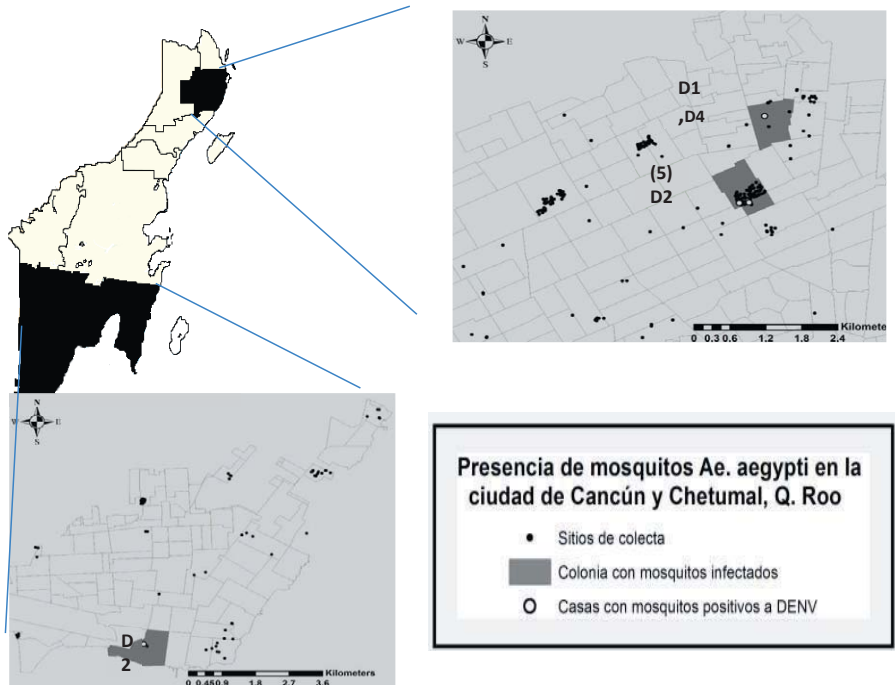 N
W E
S
D1
,D4
(5)
D2
Kilometers
0 0.3 0.6 1.2 1.8 2.4
N
W E
S
D
2
Kilometers
0 0.45 0.9 1.8 2.7 3.6
Presencia de mosquitos Ae. aegypti en la
ciudad de Cancún y Chetumal, Q. Roo
Sitios de colecta
Colonia con mosquitos infectados
Casas con mosquitos positivos a DENV